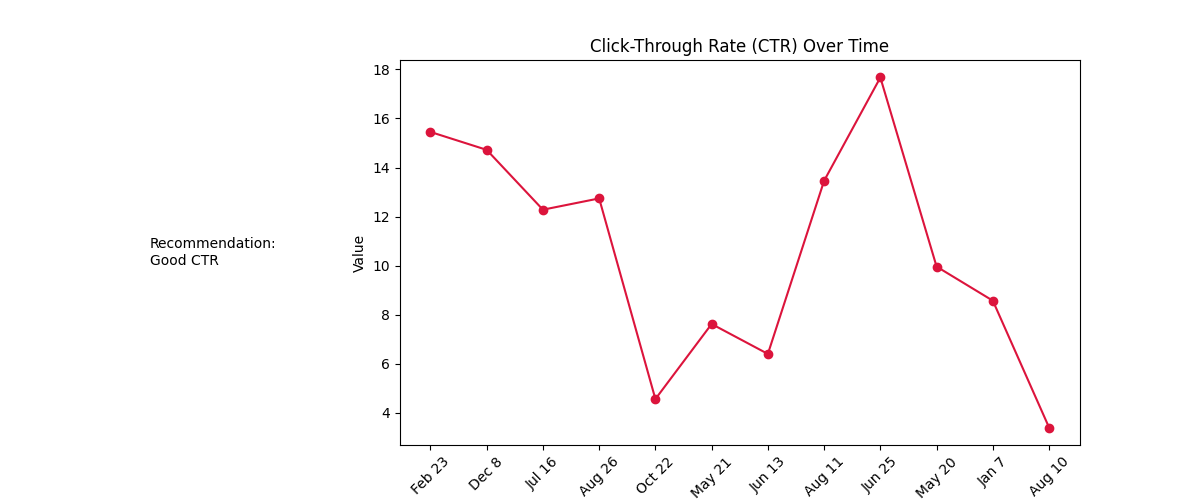 Click-Through Rate (CTR) Over Time
Recommendation:
Good CTR
Value
18
16
14
12
10
8
6
4
Feb 23
Dec 8
Jul 16
Aug 26
Oct 22
May 21
Jun 13
Aug 11
Jun 25
May 20
Jan 7
Aug 10